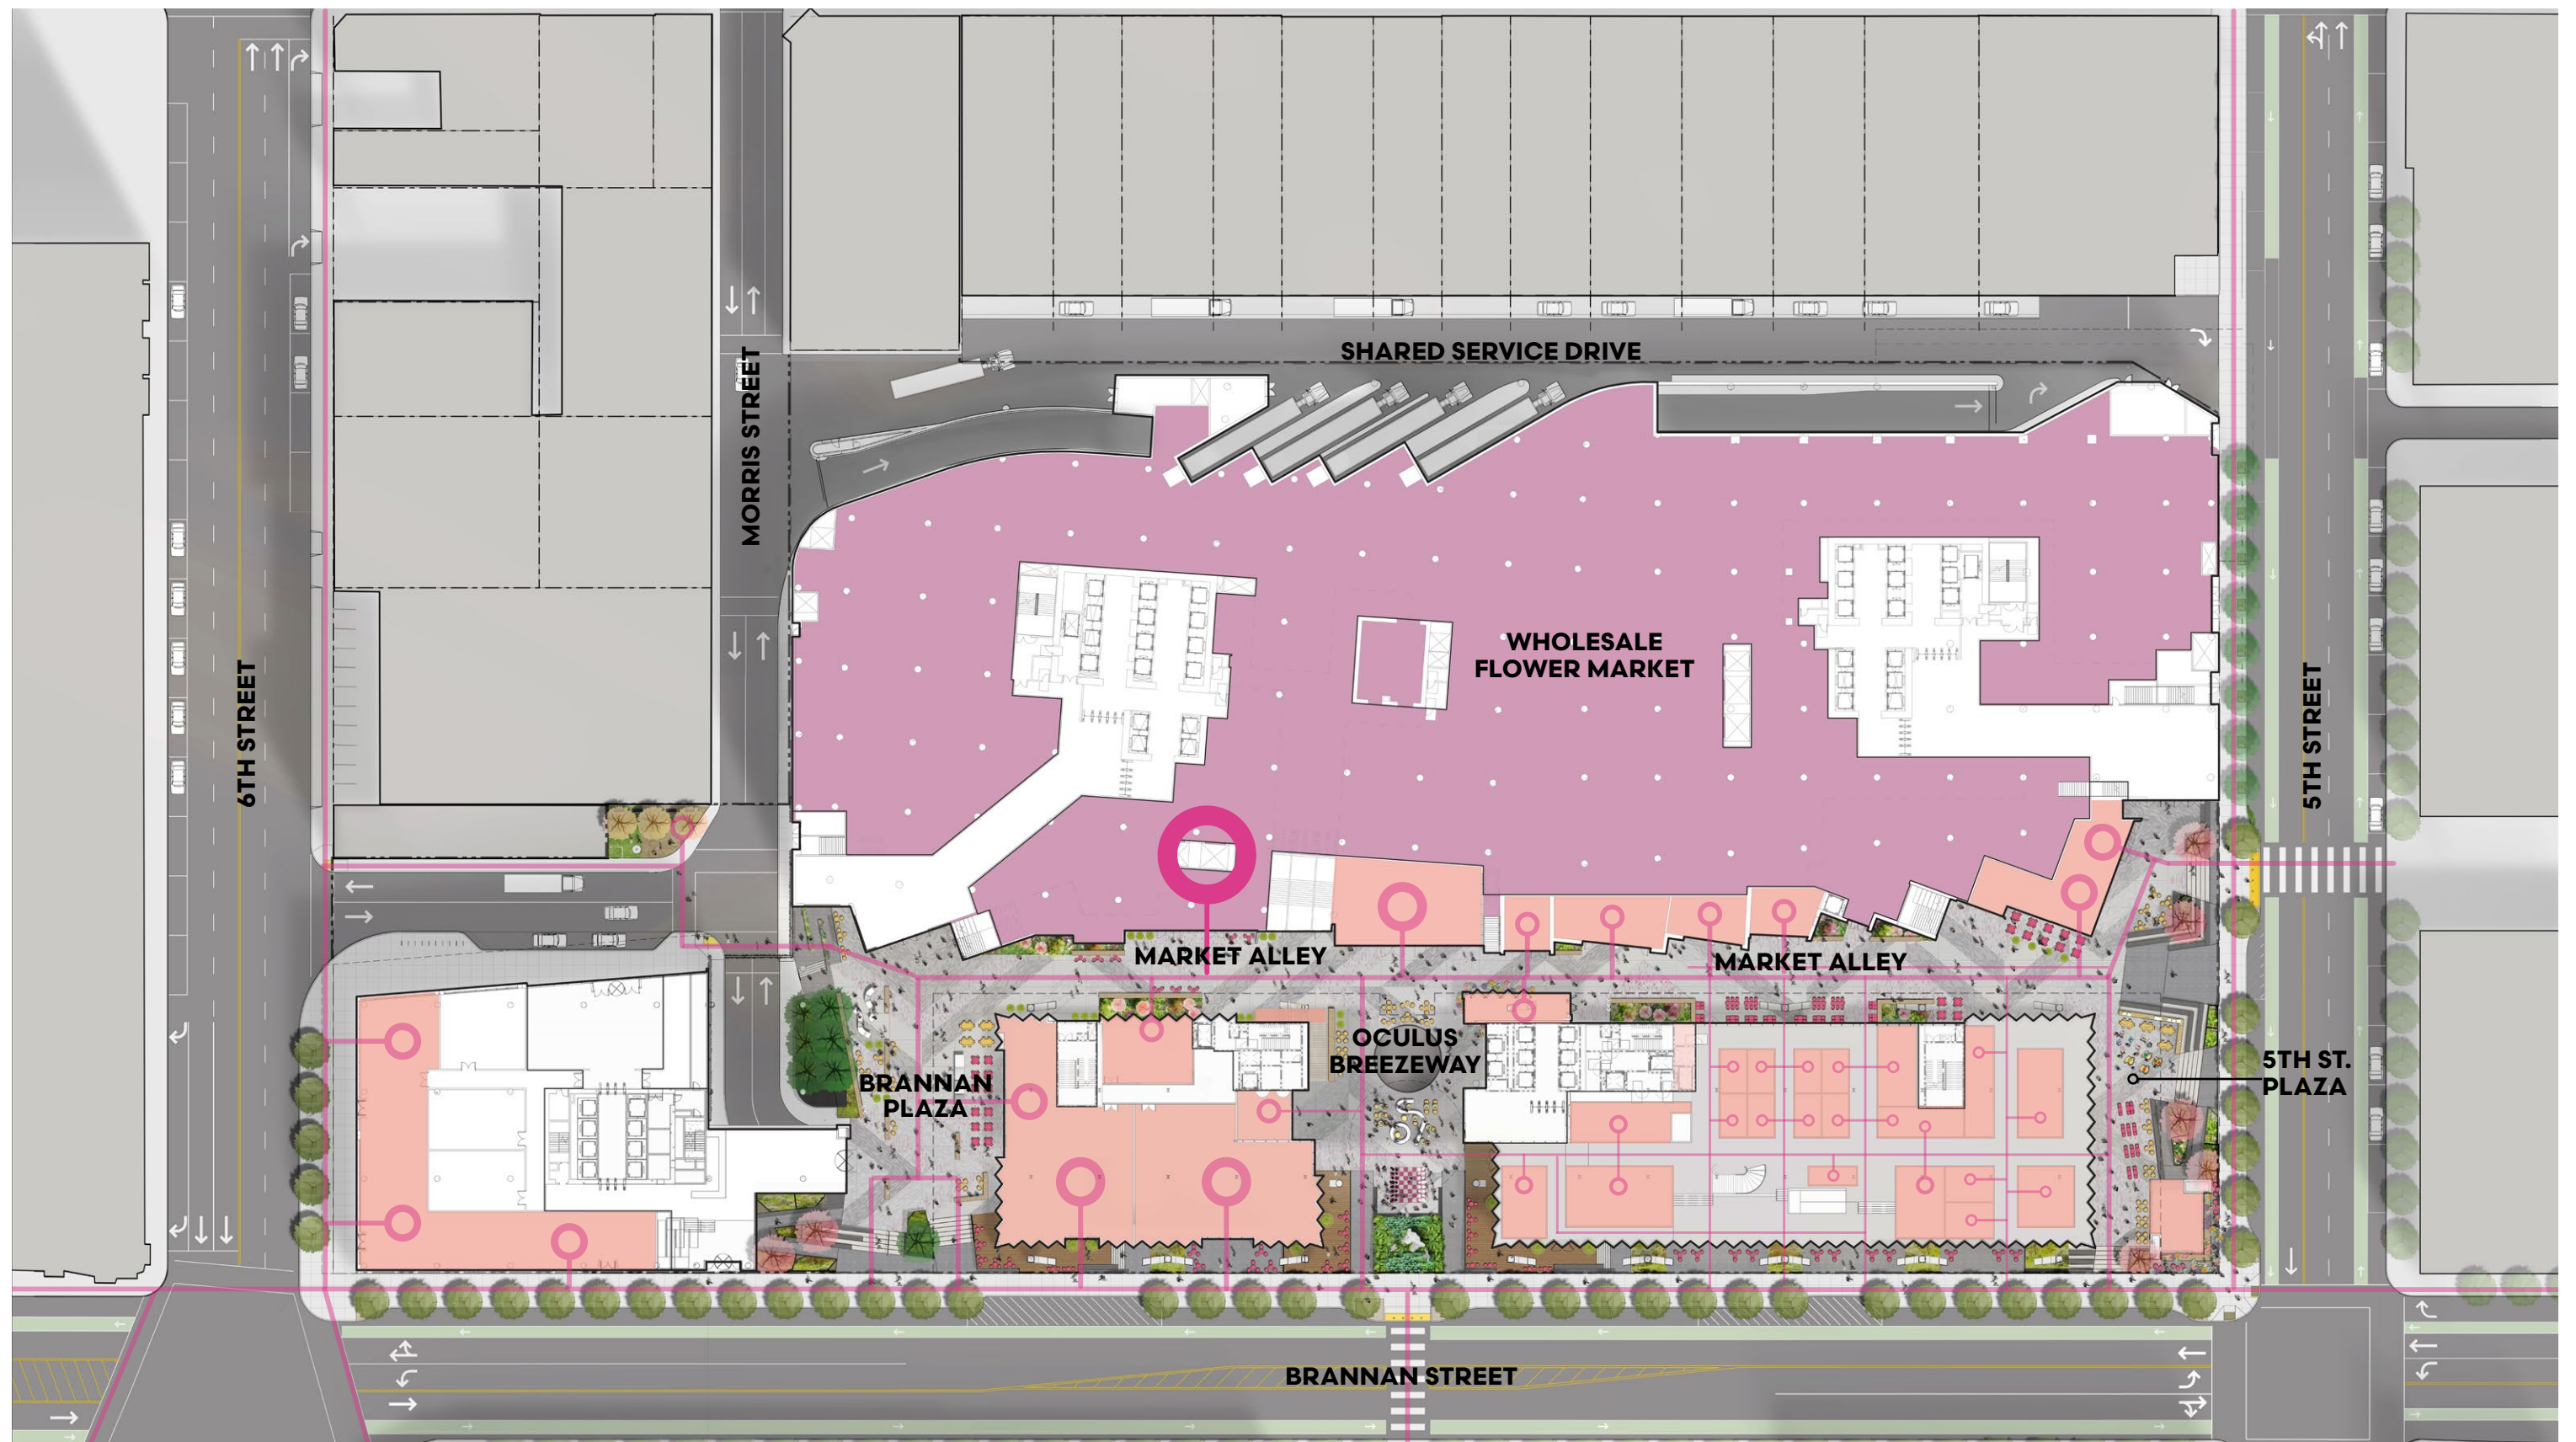 SHARED SERVICE DRIVE
MORRIS STREET
WHOLESALE
FLOWER MARKET
6TH STREET
5TH STREET
MARKET ALLEY
MARKET ALLEY
OCULUS
BREEZEWAY
BRANNAN
PLAZA
5TH ST.
PLAZA
BRANNAN STREET